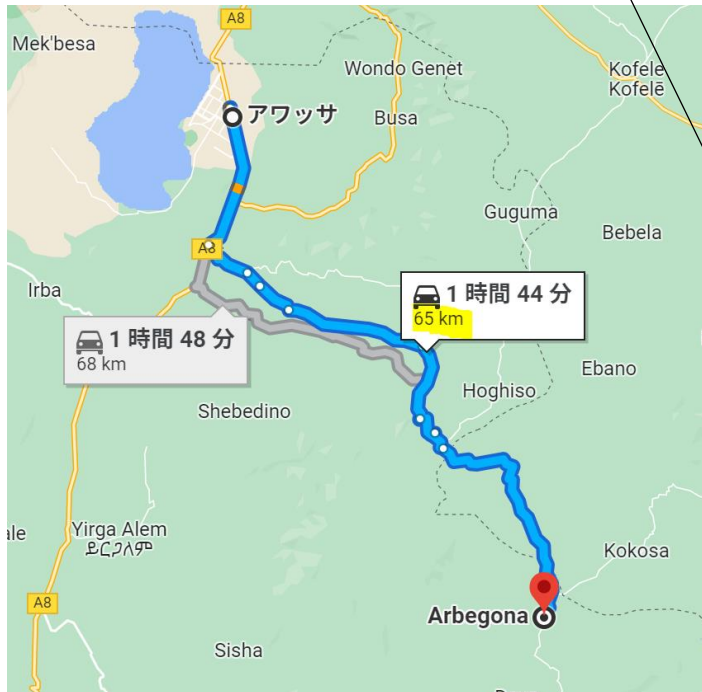 A8
Mek'besa
Wondo Genet
Kofele
Kofelē
アワッサ
Busa
Guguma
Bebela
A8
Irba
1 時間 44 分
65 km
1 時間 48 分
68 km
Ebano
Hoghiso
Shebedino
ale
Yirga Alem
ይርጋለም
Kokosa
A8
Arbegona
Sisha